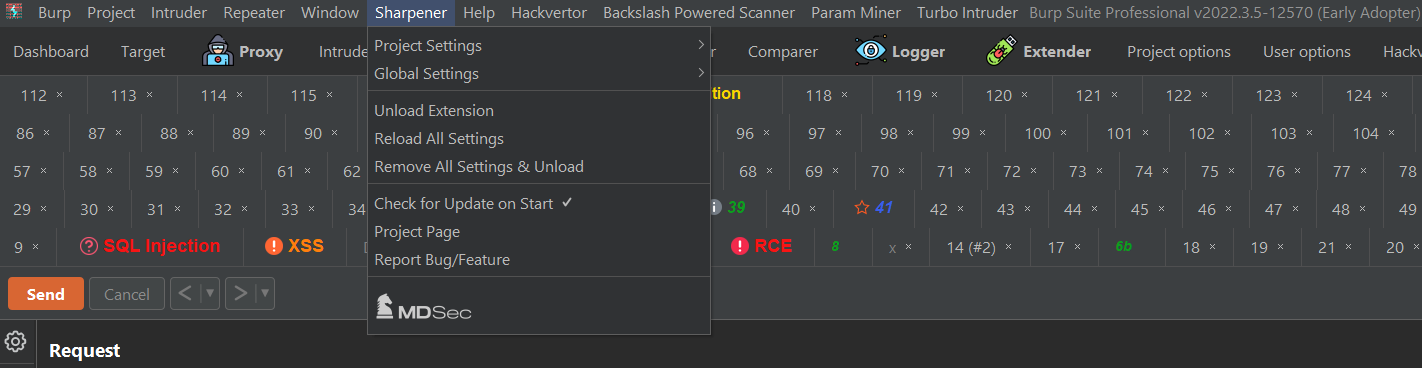 Burp Project Intruder Repeater Window Sharpener Help Hackvertor Backslash Powered Scanner Param Miner Turbo Intruder Burp Suite Professional v2022.3.5-12570 (Early Adopter)
Dashboard Target Proxy Comparer Logger Extender Project options User options
Project Settings
Global Settings
112 × 113 × 114 × 115 × 118 × 119 × 120 × 121 × 122 × 123 × 124 ×
Unload Extension
86 × 87 × 88 × 89 × 90 × 96 × 97 × 98 × 99 × 100 × 101 × 102 × 103 × 104 ×
Reload All Settings
Remove All Settings & Unload
57 × 58 × 59 × 60 × 61 × 62 68 × 69 × 70 × 71 × 72 × 73 × 74 × 75 × 76 × 77 × 78
Check for Update on Start ✓
29 × 30 × 31 × 32 × 33 × 34 39 40 × 41 42 × 43 × 44 × 45 × 46 × 47 × 48 × 49
Project Page
9 × SQL Injection XSS RCE 8 x × 14 (#2) × 17 × 6b 18 × 19 × 21 × 20 ×
Report Bug/Feature
Send Cancel < ▼ > ▼
MDSec
Request